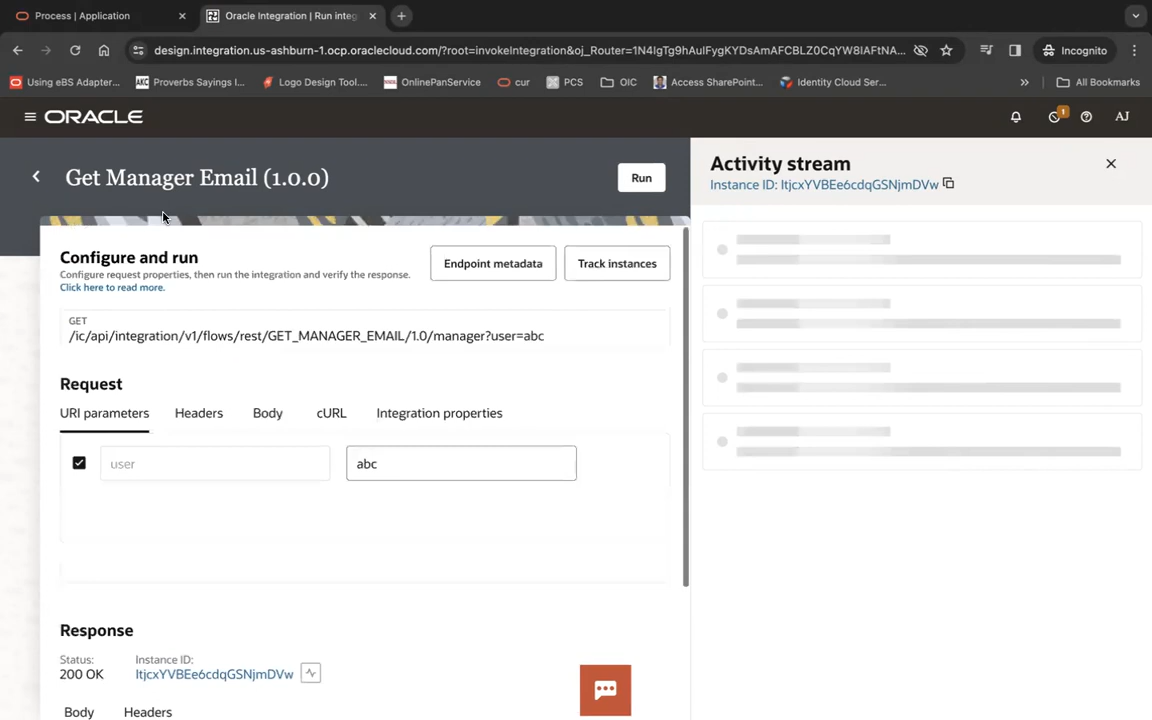 Process | Application
Oracle Integration | Run integ
design.integration.us-ashburn-1.ocp.oraclecloud.com/?root=invokeIntegration&oj_Router=1N4IgTg9hAuIFygKYDsAmAFCBLZ0CqYW8IAFtNA...
Incognito
Using eBS Adapter...
Proverbs Sayings I...
Logo Design Tool....
OnlinePanService
cur
PCS
OIC
Access SharePoint...
Identity Cloud Ser...
»
All Bookmarks
ORACLE
1
AJ
Get Manager Email (1.0.0)
Run
Activity stream
Instance ID: ItjcxYVBEe6cdqGSNjmDVw
Configure and run
Configure request properties, then run the integration and verify the response.
Click here to read more.
Endpoint metadata
Track instances
GET
/ic/api/integration/v1/flows/rest/GET_MANAGER_EMAIL/1.0/manager?user=abc
Request
URI parameters
Headers
Body
cURL
Integration properties
user
abc
Response
Status:
200 OK
Instance ID:
ItjcxYVBEe6cdqGSNjmDVw
Body
Headers